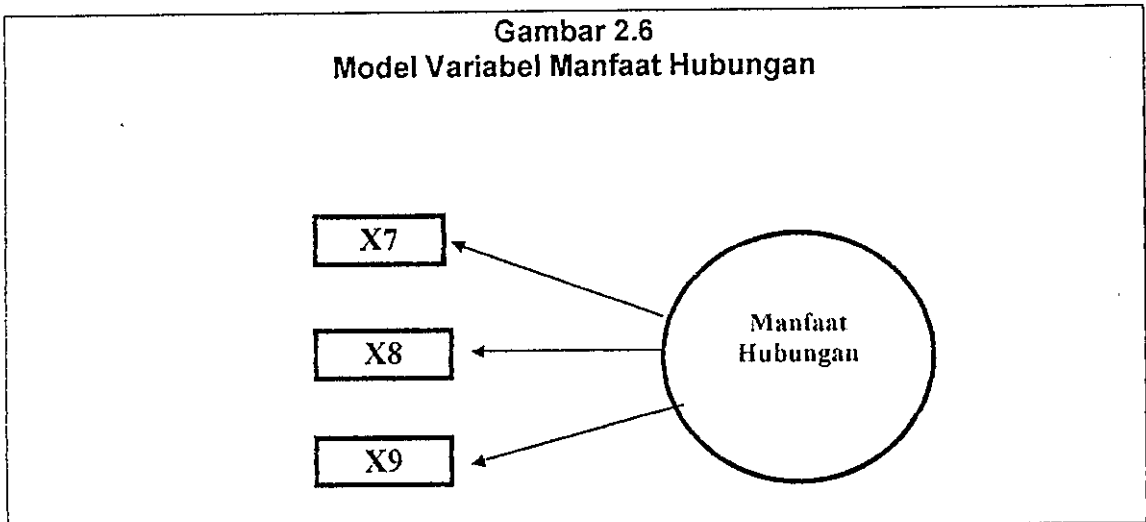 Gambar 2.6
Model Variabel Manfaat Hubungan
X7
X8
X9
Manfaat
Hubungan